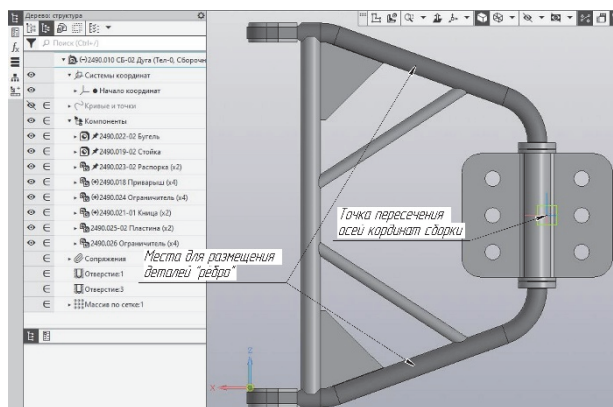 Дерево: структура
Поиск (Ctrl+/)
(-)2490.010 СБ-02 Дуга (Тел-0, Сборочн
Системы координат
Начало координат
Кривые и точки
Компоненты
2490.022-02 Бугель
2490.019-02 Стойка
2490.023-02 Распорка (x2)
(+)2490.018 Приварыш (x4)
(+)2490.024 Ограничитель (x4)
(+)2490.021-01 Кница (x2)
2490.025-02 Пластина (x2)
2490.026 Ограничитель (x4)
Сопряжения
Отверстие:1
Отверстие:3
Массив по сетке:1
Точка пересечения
осей кординат сборки
Места для размещения
деталей "ребро"
X